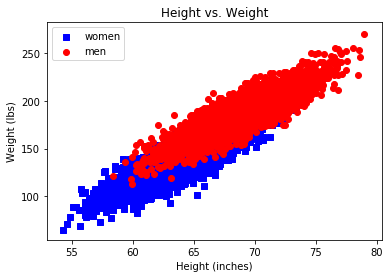 Height vs. Weight
women
men
250
200
150
100
Weight (lbs)
55
60
65
70
75
80
Height (inches)